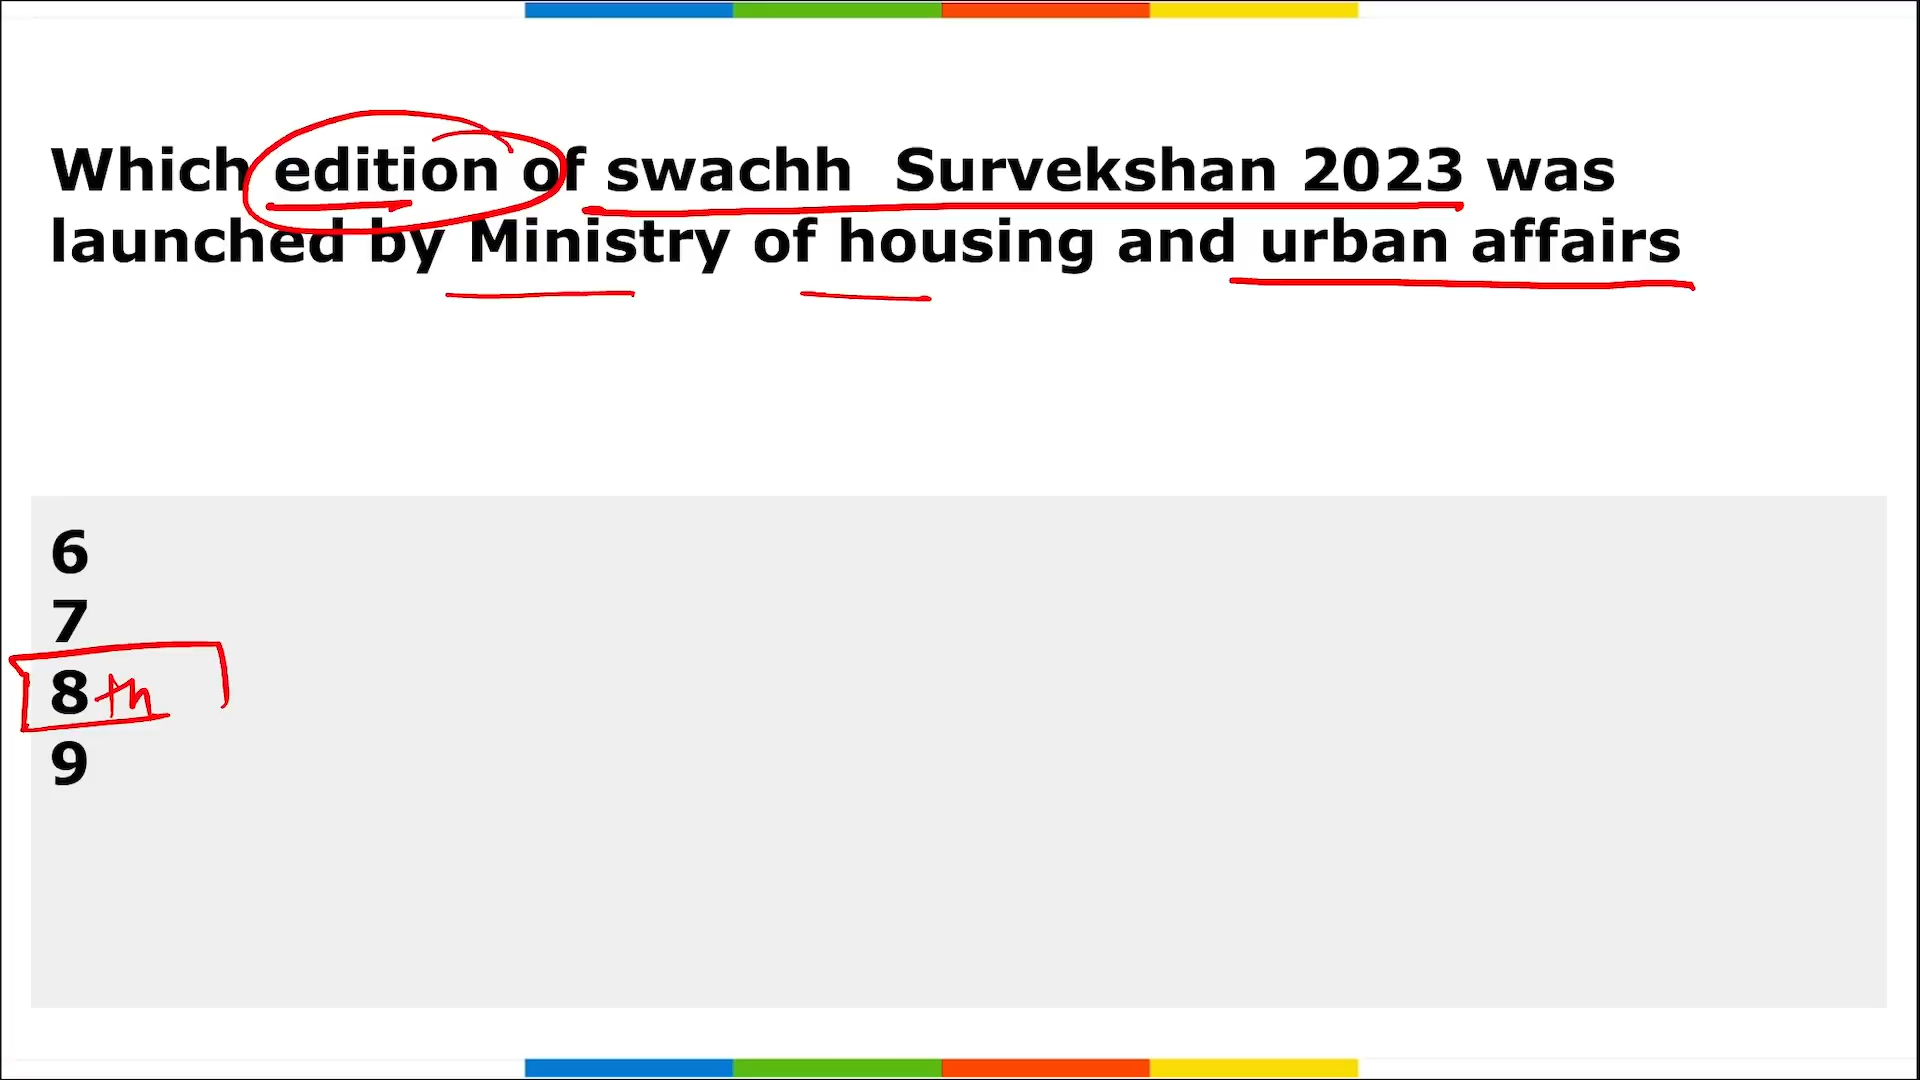 Which edition of swachh Survekshan 2023 was
launched by Ministry of housing and urban affairs
6
7
8th
9